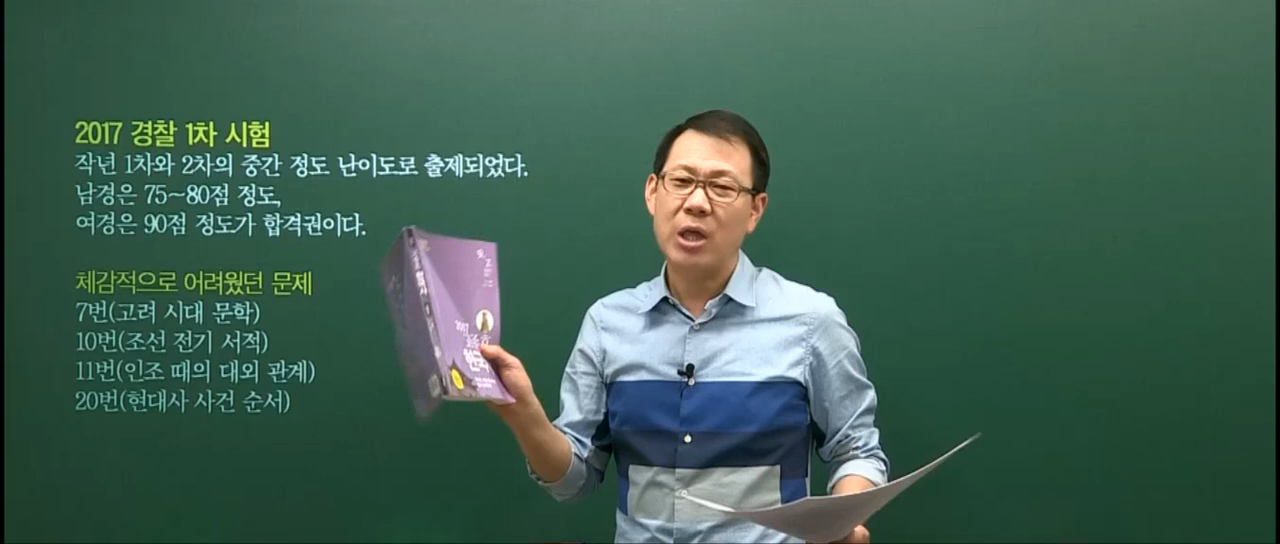 2017 경찰 1차 시험
작년 1차와 2차의 중간 정도 난이도로 출제되었다.
남경은 75~80점 정도,
여경은 90점 정도가 합격권이다.
체감적으로 어려웠던 문제
7번(고려 시대 문학)
10번(조선 전기 서적)
11번(인조 때의 대외 관계)
20번(현대사 사건 순서)
2017